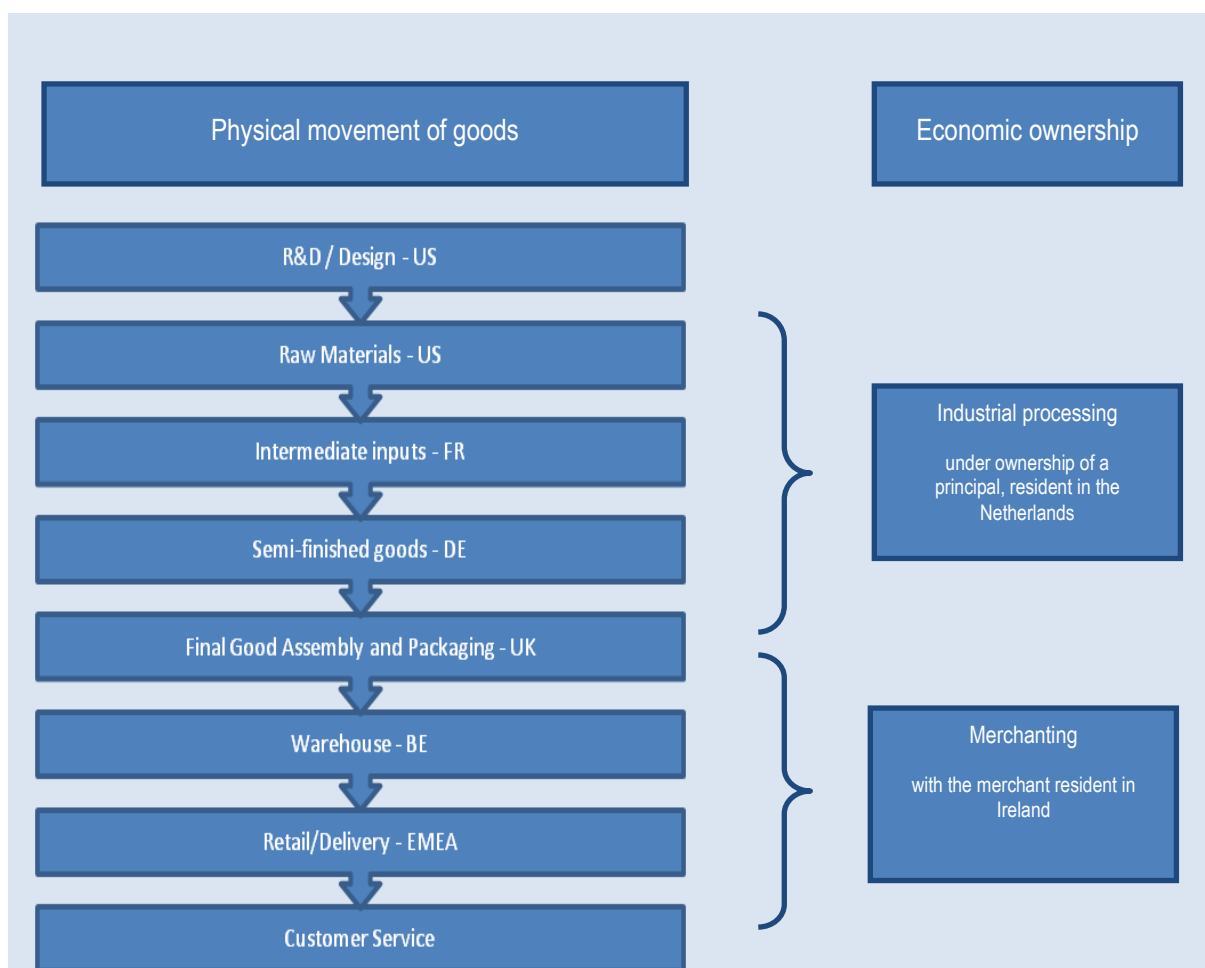 Physical movement of goods
Economic ownership
R&D / Design - US
Raw Materials - US
Intermediate inputs - FR
Semi-finished goods - DE
Final Good Assembly and Packaging - UK
Warehouse - BE
Retail/Delivery - EMEA
Customer Service
Industrial processing
under ownership of a
principal, resident in the
Netherlands
Merchanting
with the merchant resident in
Ireland